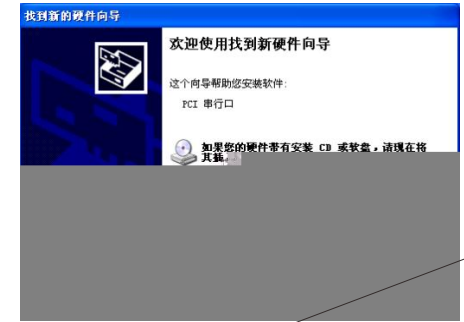 找到新的硬件向导
欢迎使用找到新硬件向导
这个向导帮助您安装软件:
PCI 串行口
如果您的硬件带有安装 CD 或软盘，请现在将
其插